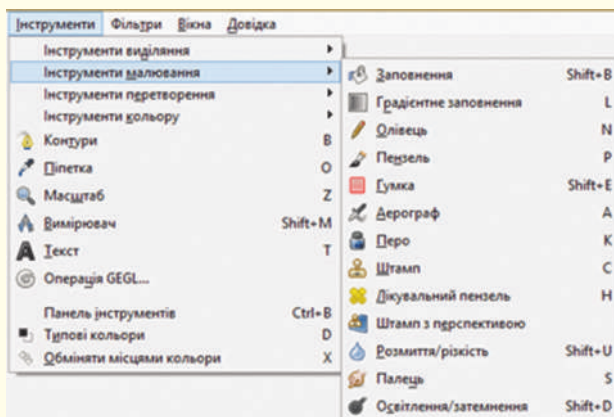 Інструменти Фільтри Вікна Довідка
Інструменти виділяння
Інструменти малювання
Інструменти перетворення
Інструменти кольору
Контури B
Піпетка O
Масштаб Z
Вимірювач Shift+M
Текст T
Операція GEGL...
Панель інструментів Ctrl+B
Типові кольори D
Обміняти місцями кольори X
Заповнення Shift+B
Градієнтне заповнення L
Олівець N
Пензель P
Гумка Shift+E
Аерограф A
Перо K
Штамп C
Лікувальний пензель H
Штамп з перспективою
Розмиття/різкість Shift+U
Палець S
Освітлення/затемнення Shift+D